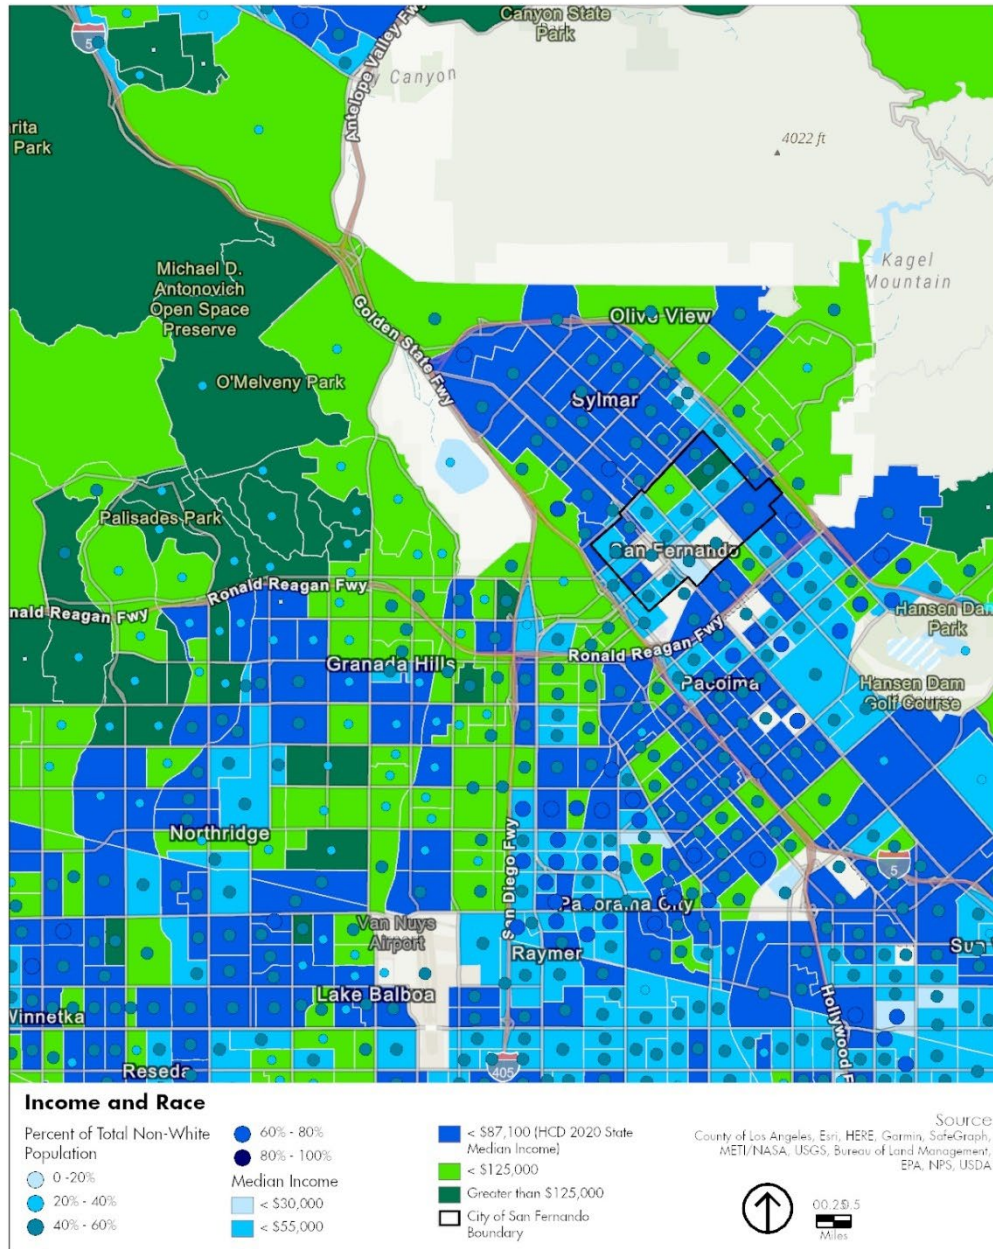 Canyon State
Park
5
Antelope Valley Fwy
Canyon
4022 ft
Park
Kagel
Mountain
Michael D.
Antonovich
Open Space
Preserve
Olive View
Golden State Fwy
O'Melveny Park
Sylmar
Palisades Park
San Fernando
Ronald Reagan Fwy
Ronald Reagan Fwy
Hansen Da
Park
Ronald Reagan Fwy
Granada Hills
Pacoima
Hansen Dam
Golf Course
Northridge
San Diego Fwy
5
Panorama City
Van Nuys
Airport
Raymer
Sun
Lake Balboa
Winnetka
Hollywood F
Reseda
405
Income and Race
Percent of Total Non-White
Population
0 -20%
20% - 40%
40% - 60%
60% - 80%
80% - 100%
Median Income
< $30,000
< $55,000
< $87,100 (HCD 2020 State
Median Income)
< $125,000
Greater than $125,000
City of San Fernando
Boundary
Source
County of Los Angeles, Esri, HERE, Garmin, SafeGraph,
METI/NASA, USGS, Bureau of Land Management,
EPA, NPS, USDA
Miles